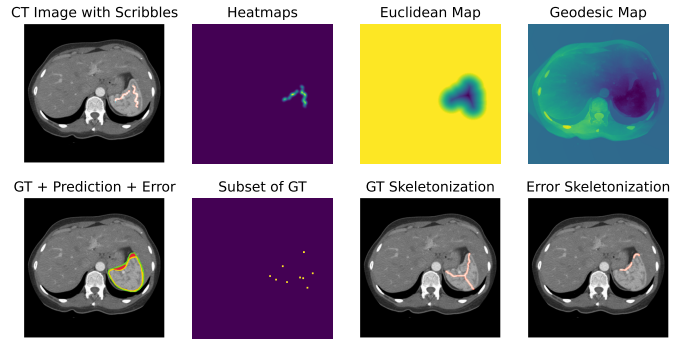 CT Image with Scribbles
Heatmaps
Euclidean Map
Geodesic Map
GT + Prediction + Error
Subset of GT
GT Skeletonization
Error Skeletonization